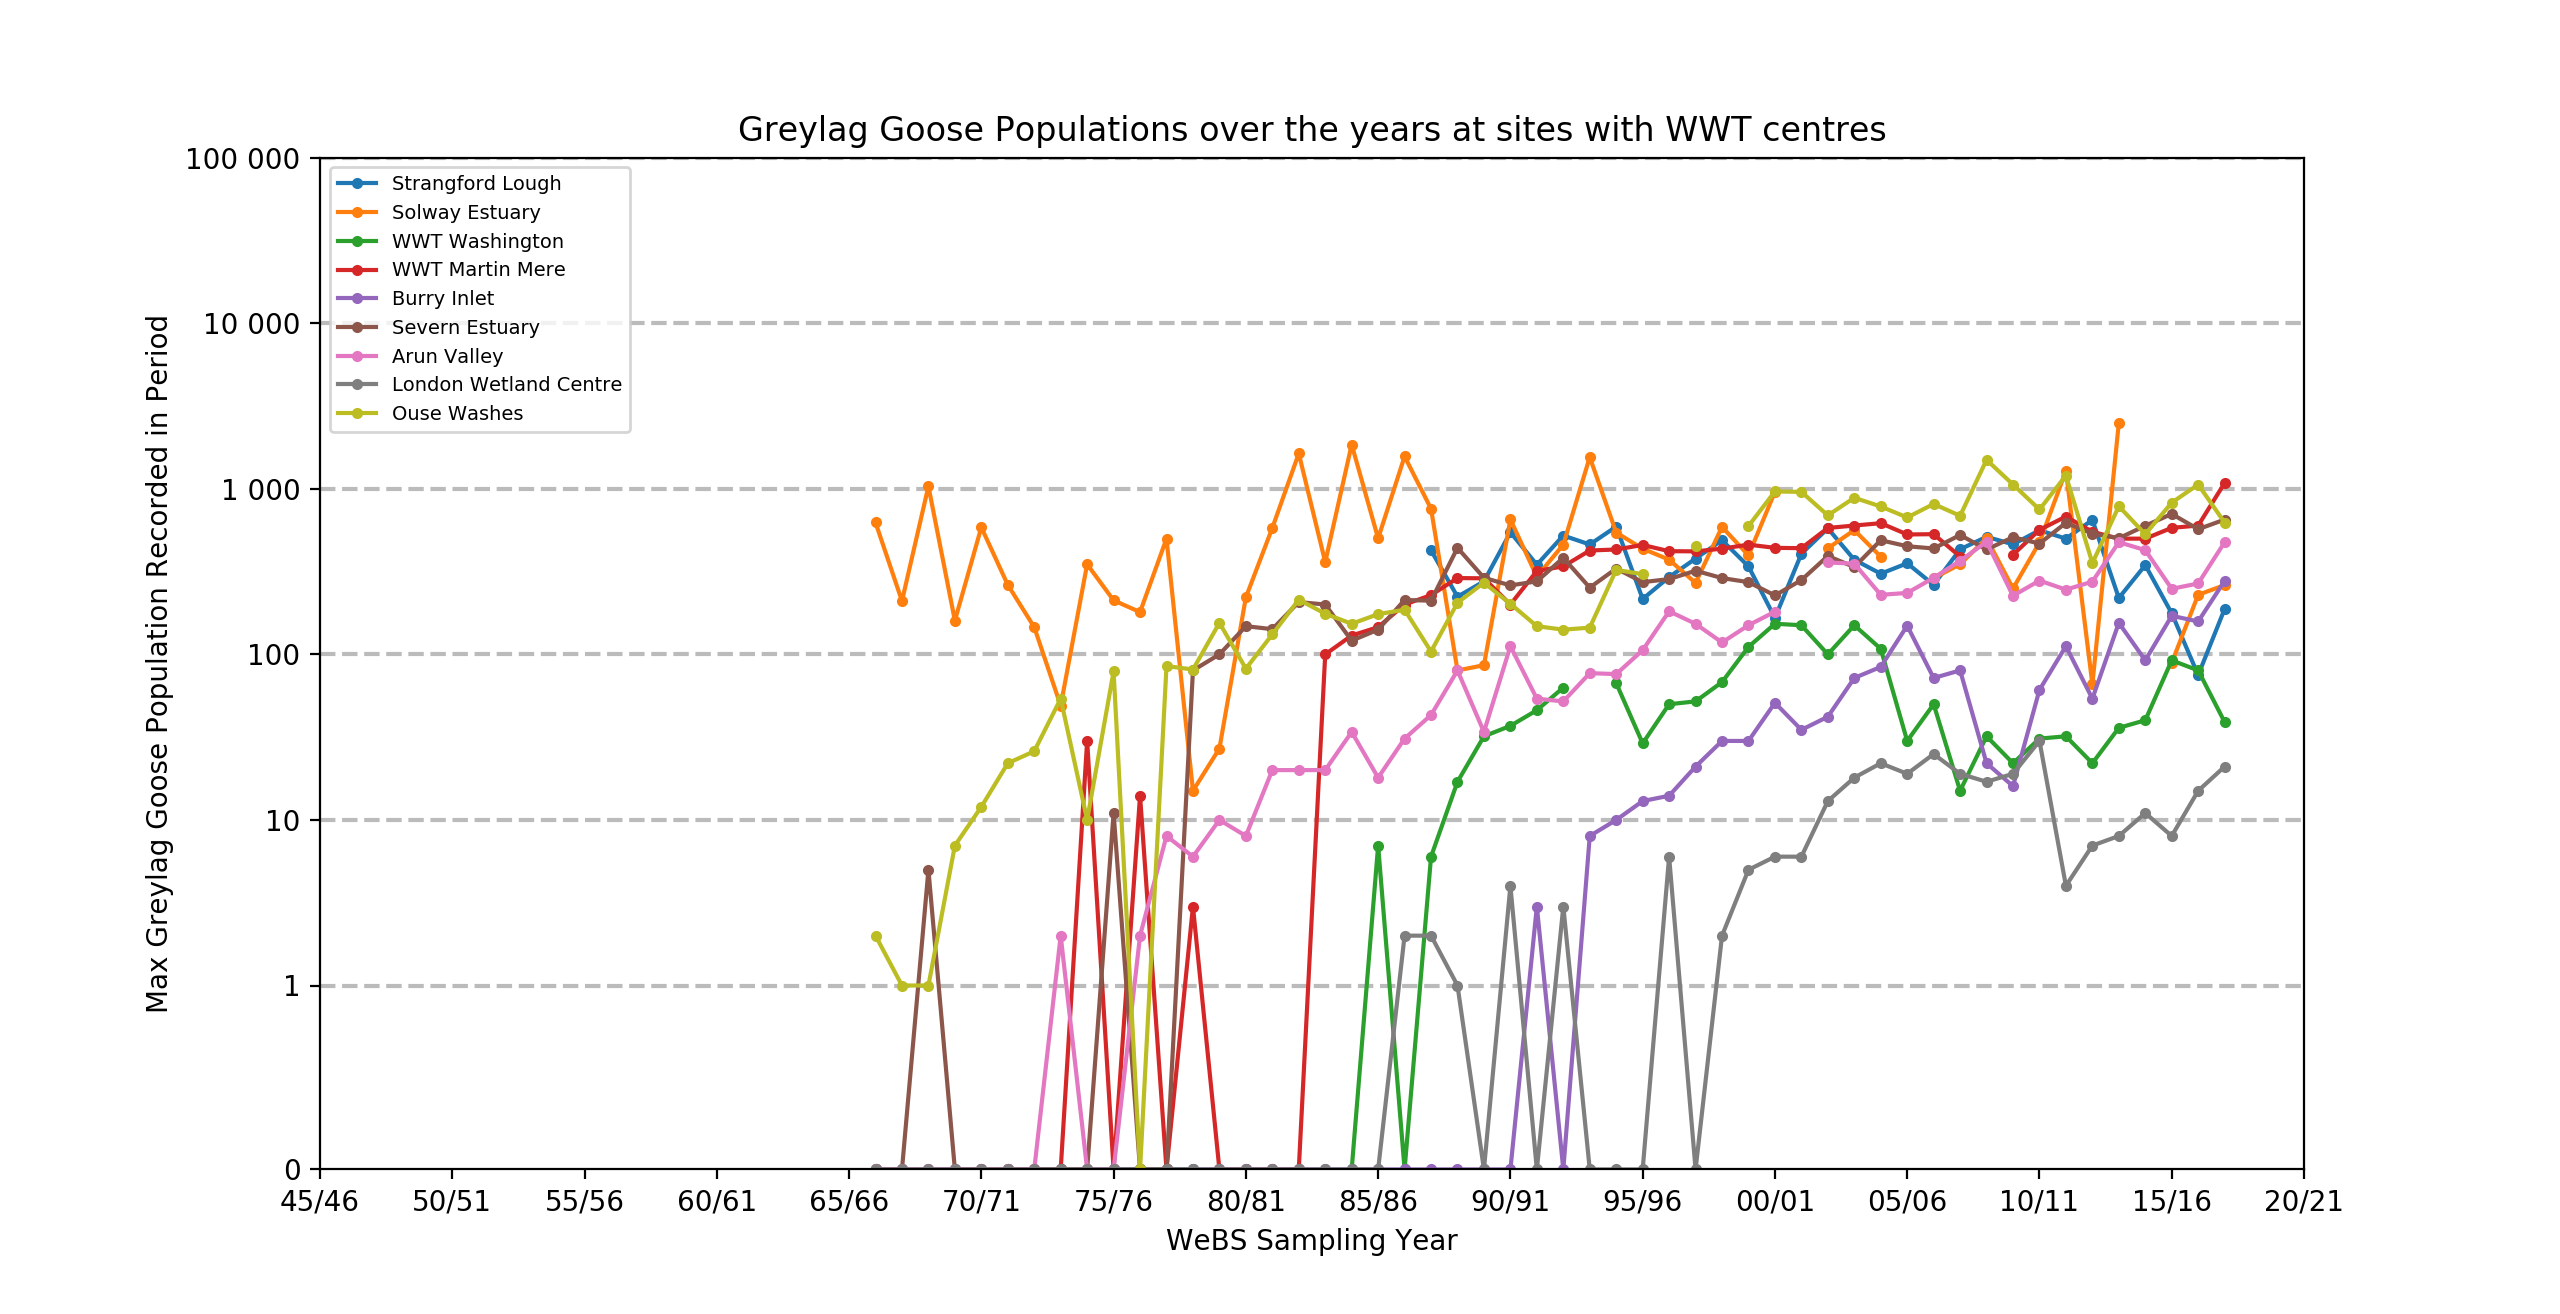 Greylag Goose Populations over the years at sites with WWT centres
100 000
10 000
1 000
100
10
1
0
Max Greylag Goose Population Recorded in Period
Strangford Lough
Solway Estuary
WWT Washington
WWT Martin Mere
Burry Inlet
Severn Estuary
Arun Valley
London Wetland Centre
Ouse Washes
45/46 50/51 55/56 60/61 65/66 70/71 75/76 80/81 85/86 90/91 95/96 00/01 05/06 10/11 15/16 20/21
WeBS Sampling Year